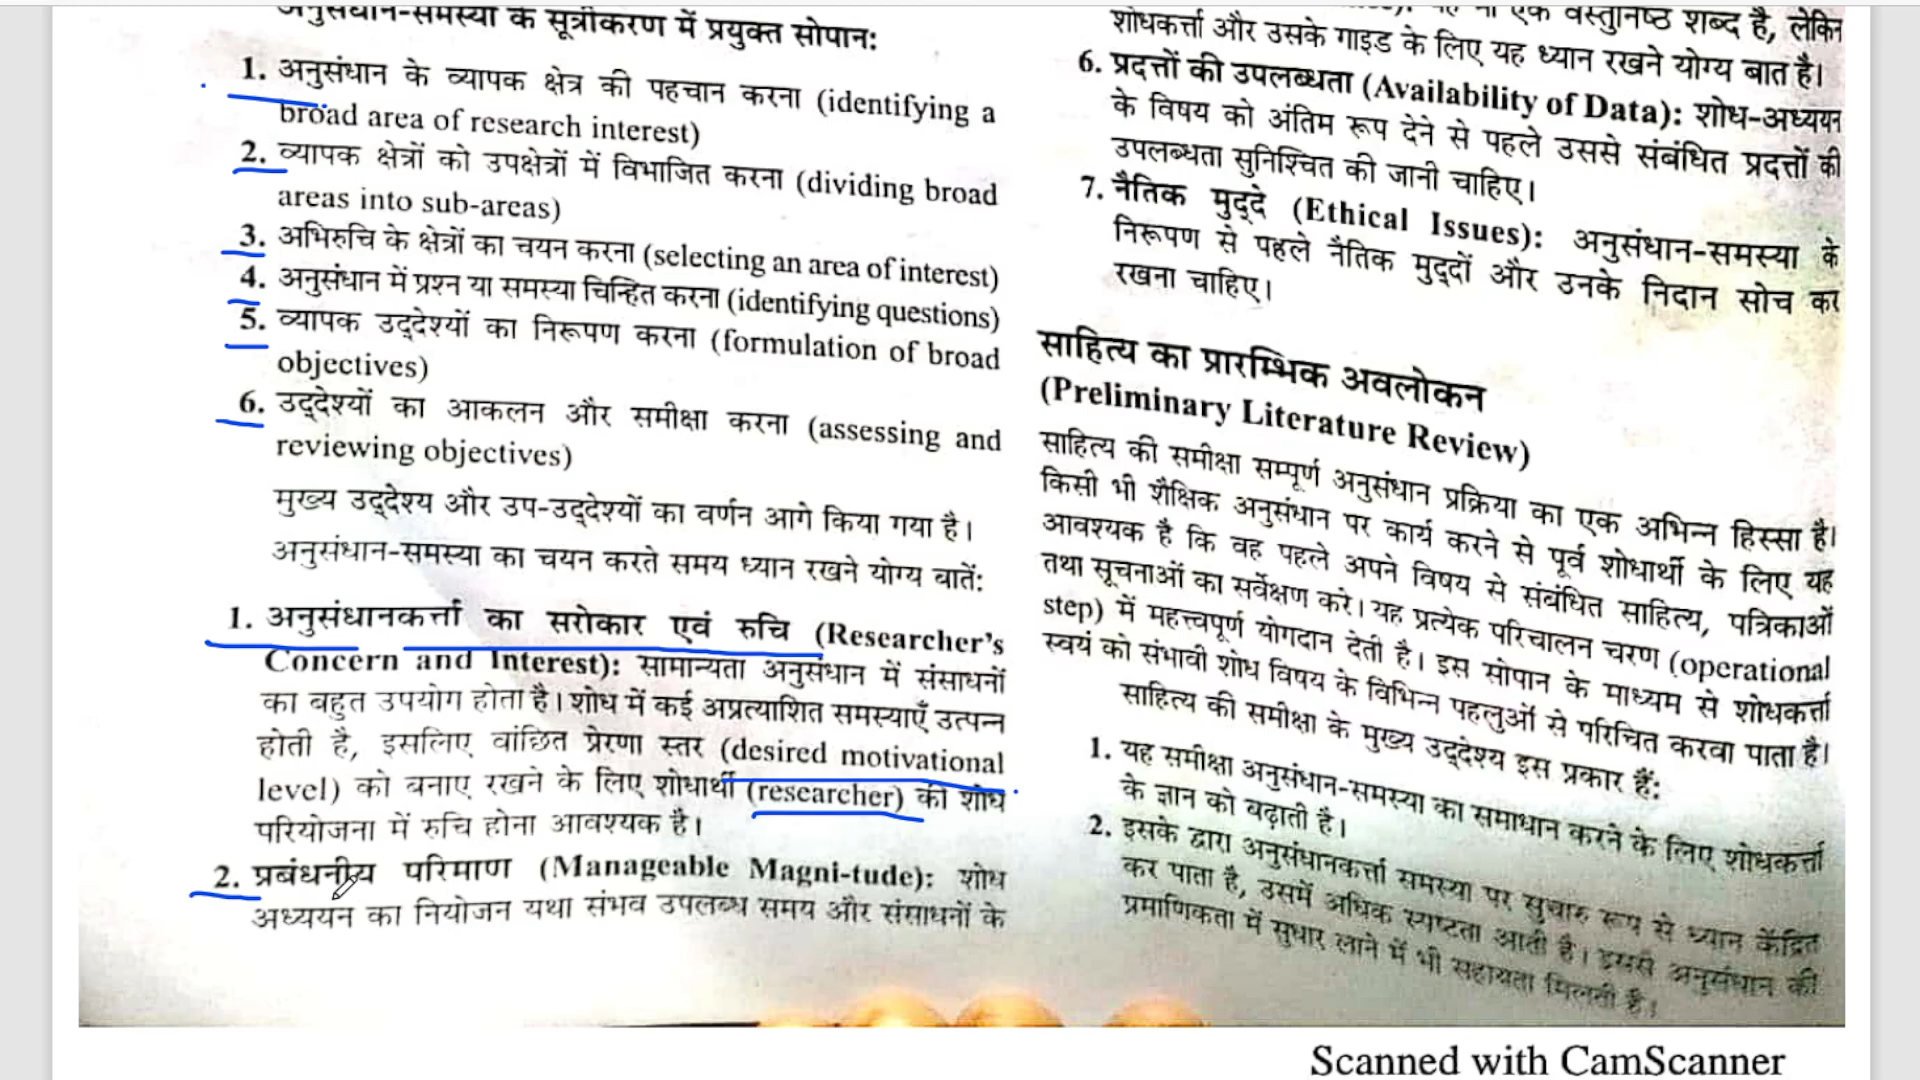 अनुसंधान-समस्या के सूत्रीकरण में प्रयुक्त सोपान:
1. अनुसंधान के व्यापक क्षेत्र की पहचान करना (identifying a
broad area of research interest)
2. व्यापक क्षेत्रों को उपक्षेत्रों में विभाजित करना (dividing broad
areas into sub-areas)
3. अभिरुचि के क्षेत्रों का चयन करना (selecting an area of interest)
4. अनुसंधान में प्रश्न या समस्या चिन्हित करना (identifying questions)
5. व्यापक उद्देश्यों का निरूपण करना (formulation of broad
objectives)
6. उद्देश्यों का आकलन और समीक्षा करना (assessing and
reviewing objectives)
मुख्य उद्देश्य और उप-उद्देश्यों का वर्णन आगे किया गया है।
अनुसंधान-समस्या का चयन करते समय ध्यान रखने योग्य बातें:
1. अनुसंधानकर्त्ता का सरोकार एवं रुचि (Researcher's
Concern and Interest): सामान्यता अनुसंधान में संसाधनों
का बहुत उपयोग होता है। शोध में कई अप्रत्याशित समस्याएँ उत्पन्न
होती है, इसलिए वांछित प्रेरणा स्तर (desired motivational
level) को बनाए रखने के लिए शोधार्थी (researcher) की शोध
परियोजना में रुचि होना आवश्यक है।
2. प्रबंधनीय परिमाण (Manageable Magni-tude): शोध
अध्ययन का नियोजन यथा संभव उपलब्ध समय और संसाधनों के
एक वस्तुनिष्ठ शब्द है, लेकिन
शोधकर्त्ता और उसके गाइड के लिए यह ध्यान रखने योग्य बात है।
6. प्रदत्तों की उपलब्धता (Availability of Data): शोध-अध्ययन
के विषय को अंतिम रूप देने से पहले उससे संबंधित प्रदत्तों की
उपलब्धता सुनिश्चित की जानी चाहिए।
7. नैतिक मुद्दे (Ethical Issues): अनुसंधान-समस्या के
निरूपण से पहले नैतिक मुद्दों और उनके निदान सोच कर
रखना चाहिए।
साहित्य का प्रारम्भिक अवलोकन
(Preliminary Literature Review)
साहित्य की समीक्षा सम्पूर्ण अनुसंधान प्रक्रिया का एक अभिन्न हिस्सा है।
किसी भी शैक्षिक अनुसंधान पर कार्य करने से पूर्व शोधार्थी के लिए यह
आवश्यक है कि वह पहले अपने विषय से संबंधित साहित्य, पत्रिकाओं
तथा सूचनाओं का सर्वेक्षण करे। यह प्रत्येक परिचालन चरण (operational
step) में महत्त्वपूर्ण योगदान देती है। इस सोपान के माध्यम से शोधकर्त्ता
स्वयं को संभावी शोध विषय के विभिन्न पहलुओं से परिचित करवा पाता है।
साहित्य की समीक्षा के मुख्य उद्देश्य इस प्रकार हैं:
1. यह समीक्षा अनुसंधान-समस्या का समाधान करने के लिए शोधकर्त्ता
के ज्ञान को बढ़ाती है।
2. इसके द्वारा अनुसंधानकर्त्ता समस्या पर सुचारु रूप से ध्यान केंद्रित
कर पाता है, उसमें अधिक स्पष्टता आती है। इससे अनुसंधान की
प्रमाणिकता में सुधार लाने में भी सहायता मिलती है।
Scanned with CamScanner